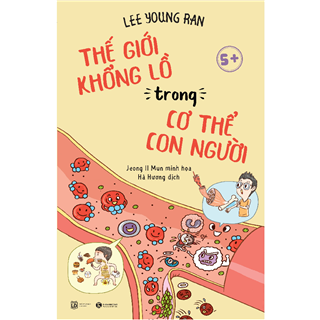 LEE YOUNG RAN
THẾ GIỚI
KHỔNG LỒ
5+
trong
CƠ THỂ
CON NGƯỜI
Jeong Il Mun minh họa
Hà Hương dịch